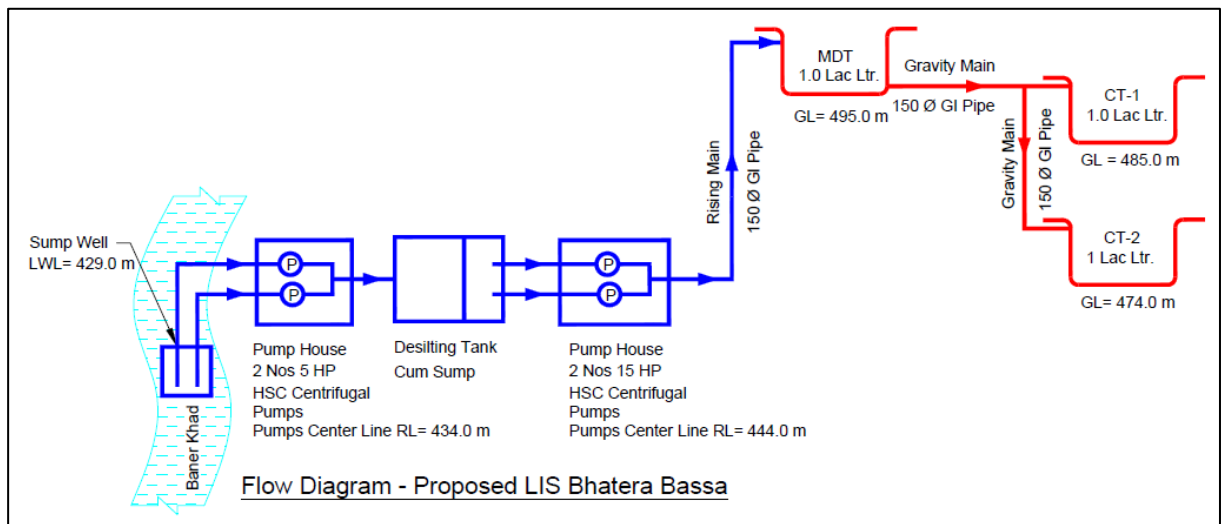 Sump Well
LWL= 429.0 m
Baner Khad
P
P
Pump House
2 Nos 5 HP
HSC Centrifugal
Pumps
Pumps Center Line RL= 434.0 m
Desilting Tank
Cum Sump
P
P
Pump House
2 Nos 15 HP
HSC Centrifugal
Pumps
Pumps Center Line RL= 444.0 m
Rising Main
150 Ø GI Pipe
MDT
1.0 Lac Ltr.
GL= 495.0 m
Gravity Main
150 Ø GI Pipe
Gravity Main
150 Ø GI Pipe
CT-1
1.0 Lac Ltr.
GL = 485.0 m
CT-2
1 Lac Ltr.
GL= 474.0 m
Flow Diagram - Proposed LIS Bhatera Bassa